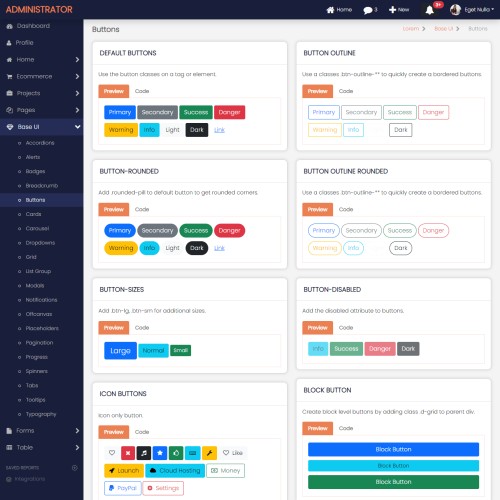 ADMINISTRATOR
Home
3
New
9+
Eget Nulla
Dashboard
Profile
Home
Ecommerce
Projects
Pages
Base UI
Accordions
Alerts
Badges
Breadcrumb
Buttons
Cards
Carousel
Dropdowns
Grid
List Group
Modals
Notifications
Offcanvas
Placeholders
Pagination
Progress
Spinners
Tabs
Tooltips
Typography
Forms
Table
SAVED REPORTS
Integrations
Buttons
Lorem > Base UI > Buttons
DEFAULT BUTTONS
Use the button classes on a tag or element.
Preview Code
Primary Secondary Success Danger
Warning Info Light Dark Link
BUTTON OUTLINE
Use a classes .btn-outline-** to quickly create a bordered buttons.
Preview Code
Primary Secondary Success Danger
Warning Info Dark
BUTTON-ROUNDED
Add .rounded-pill to default button to get rounded corners.
Preview Code
Primary Secondary Success Danger
Warning Info Light Dark Link
BUTTON OUTLINE ROUNDED
Use a classes .btn-outline-** to quickly create a bordered buttons.
Preview Code
Primary Secondary Success Danger
Warning Info Dark
BUTTON-SIZES
Add .btn-lg, .btn-sm for additional sizes.
Preview Code
Large Normal Small
BUTTON-DISABLED
Add the disabled attribute to buttons.
Preview Code
Info Success Danger Dark
ICON BUTTONS
Icon only button.
Preview Code
Like
Launch Cloud Hosting Money
PayPal Settings
BLOCK BUTTON
Create block level buttons by adding class .d-grid to parent div.
Preview Code
Block Button
Block Button
Block Button